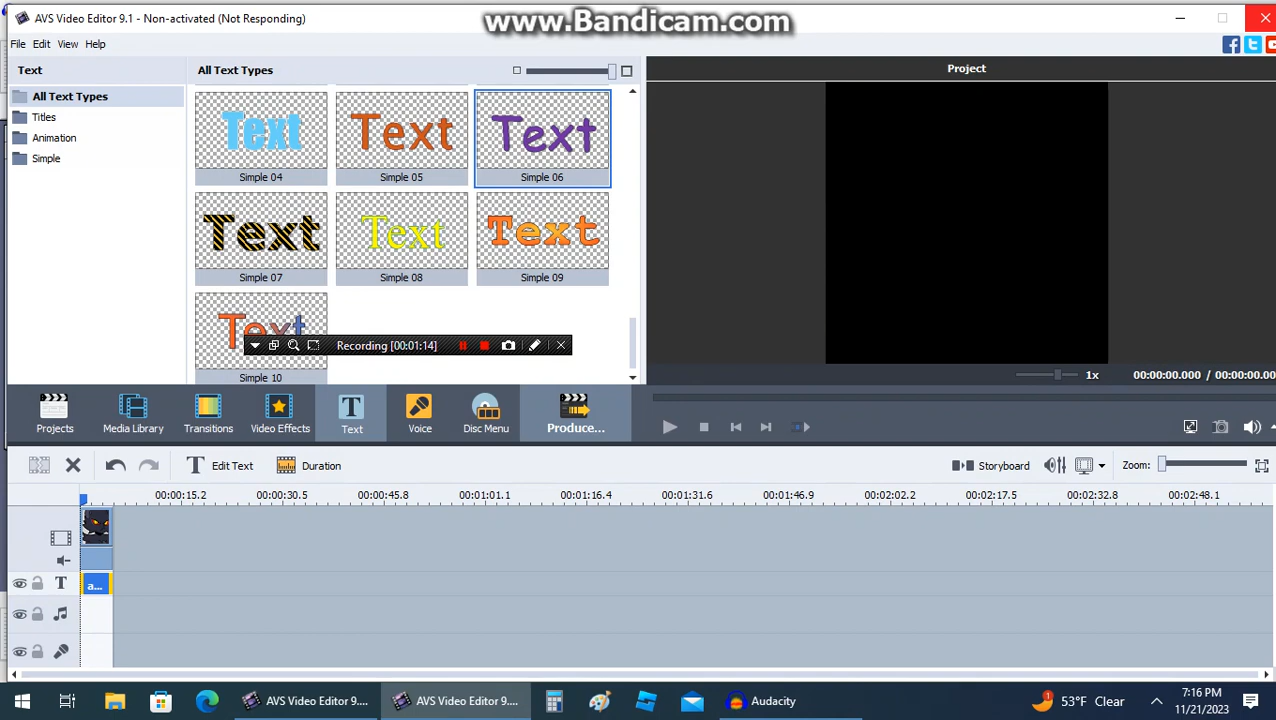 AVS Video Editor 9.1 - Non-activated (Not Responding)
www.Bandicam.com
File Edit View Help
Text
All Text Types
Project
All Text Types
Titles
Animation
Simple
Text
Simple 04
Text
Simple 05
Text
Simple 06
Text
Simple 07
Text
Simple 08
Text
Simple 09
Text
Simple 10
Recording [00:01:14]
1x
00:00:00.000 / 00:00:00.00
Projects
Media Library
Transitions
Video Effects
Text
Voice
Disc Menu
Produce...
Edit Text
Duration
Storyboard
Zoom:
00:00:15.2 00:00:30.5 00:00:45.8 00:01:01.1 00:01:16.4 00:01:31.6 00:01:46.9 00:02:02.2 00:02:17.5 00:02:32.8 00:02:48.1
T
a...
AVS Video Editor 9....
AVS Video Editor 9....
Audacity
53°F Clear
7:16 PM
11/21/2023